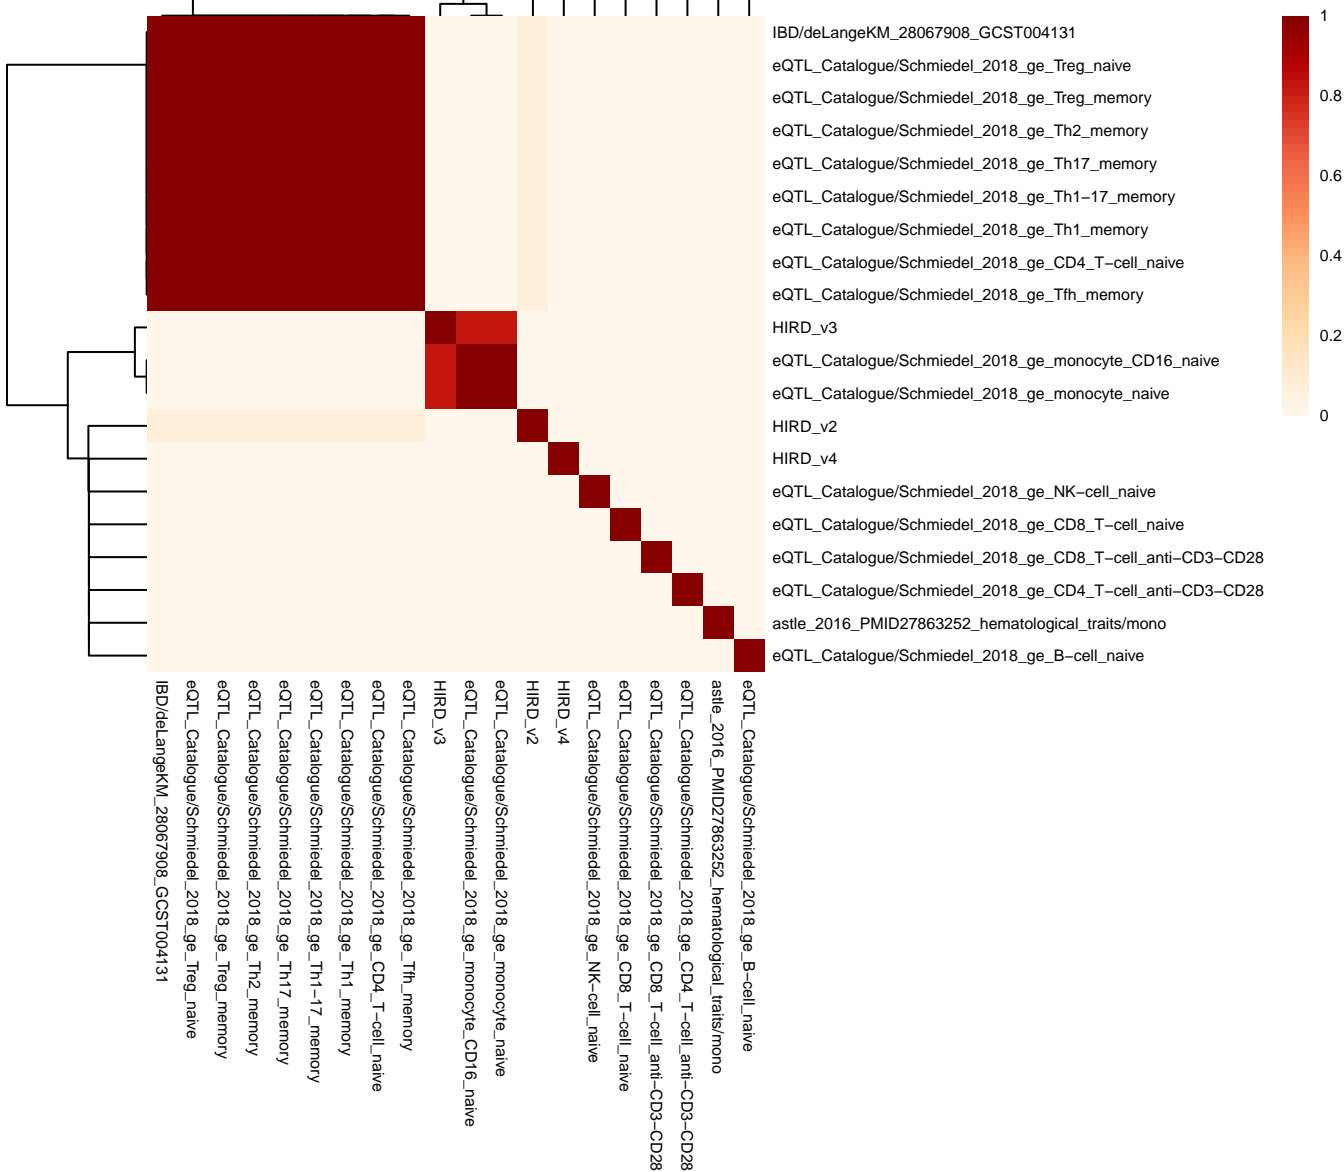 1
0.8
0.6
0.4
0.2
0
IBD/deLangeKM_28067908_GCST004131
eQTL_Catalogue/Schmiedel_2018_ge_Treg_naive
eQTL_Catalogue/Schmiedel_2018_ge_Treg_memory
eQTL_Catalogue/Schmiedel_2018_ge_Th2_memory
eQTL_Catalogue/Schmiedel_2018_ge_Th17_memory
eQTL_Catalogue/Schmiedel_2018_ge_Th1−17_memory
eQTL_Catalogue/Schmiedel_2018_ge_Th1_memory
eQTL_Catalogue/Schmiedel_2018_ge_CD4_T−cell_naive
eQTL_Catalogue/Schmiedel_2018_ge_Tfh_memory
HIRD_v3
eQTL_Catalogue/Schmiedel_2018_ge_monocyte_CD16_naive
eQTL_Catalogue/Schmiedel_2018_ge_monocyte_naive
HIRD_v2
HIRD_v4
eQTL_Catalogue/Schmiedel_2018_ge_NK−cell_naive
eQTL_Catalogue/Schmiedel_2018_ge_CD8_T−cell_naive
eQTL_Catalogue/Schmiedel_2018_ge_CD8_T−cell_anti−CD3−CD28
eQTL_Catalogue/Schmiedel_2018_ge_CD4_T−cell_anti−CD3−CD28
astle_2016_PMID27863252_hematological_traits/mono
eQTL_Catalogue/Schmiedel_2018_ge_B−cell_naive
IBD/deLangeKM_28067908_GCST004131
eQTL_Catalogue/Schmiedel_2018_ge_Treg_naive
eQTL_Catalogue/Schmiedel_2018_ge_Treg_memory
eQTL_Catalogue/Schmiedel_2018_ge_Th2_memory
eQTL_Catalogue/Schmiedel_2018_ge_Th17_memory
eQTL_Catalogue/Schmiedel_2018_ge_Th1−17_memory
eQTL_Catalogue/Schmiedel_2018_ge_Th1_memory
eQTL_Catalogue/Schmiedel_2018_ge_CD4_T−cell_naive
eQTL_Catalogue/Schmiedel_2018_ge_Tfh_memory
HIRD_v3
eQTL_Catalogue/Schmiedel_2018_ge_monocyte_CD16_naive
eQTL_Catalogue/Schmiedel_2018_ge_monocyte_naive
HIRD_v2
HIRD_v4
eQTL_Catalogue/Schmiedel_2018_ge_NK−cell_naive
eQTL_Catalogue/Schmiedel_2018_ge_CD8_T−cell_naive
eQTL_Catalogue/Schmiedel_2018_ge_CD8_T−cell_anti−CD3−CD28
eQTL_Catalogue/Schmiedel_2018_ge_CD4_T−cell_anti−CD3−CD28
astle_2016_PMID27863252_hematological_traits/mono
eQTL_Catalogue/Schmiedel_2018_ge_B−cell_naive